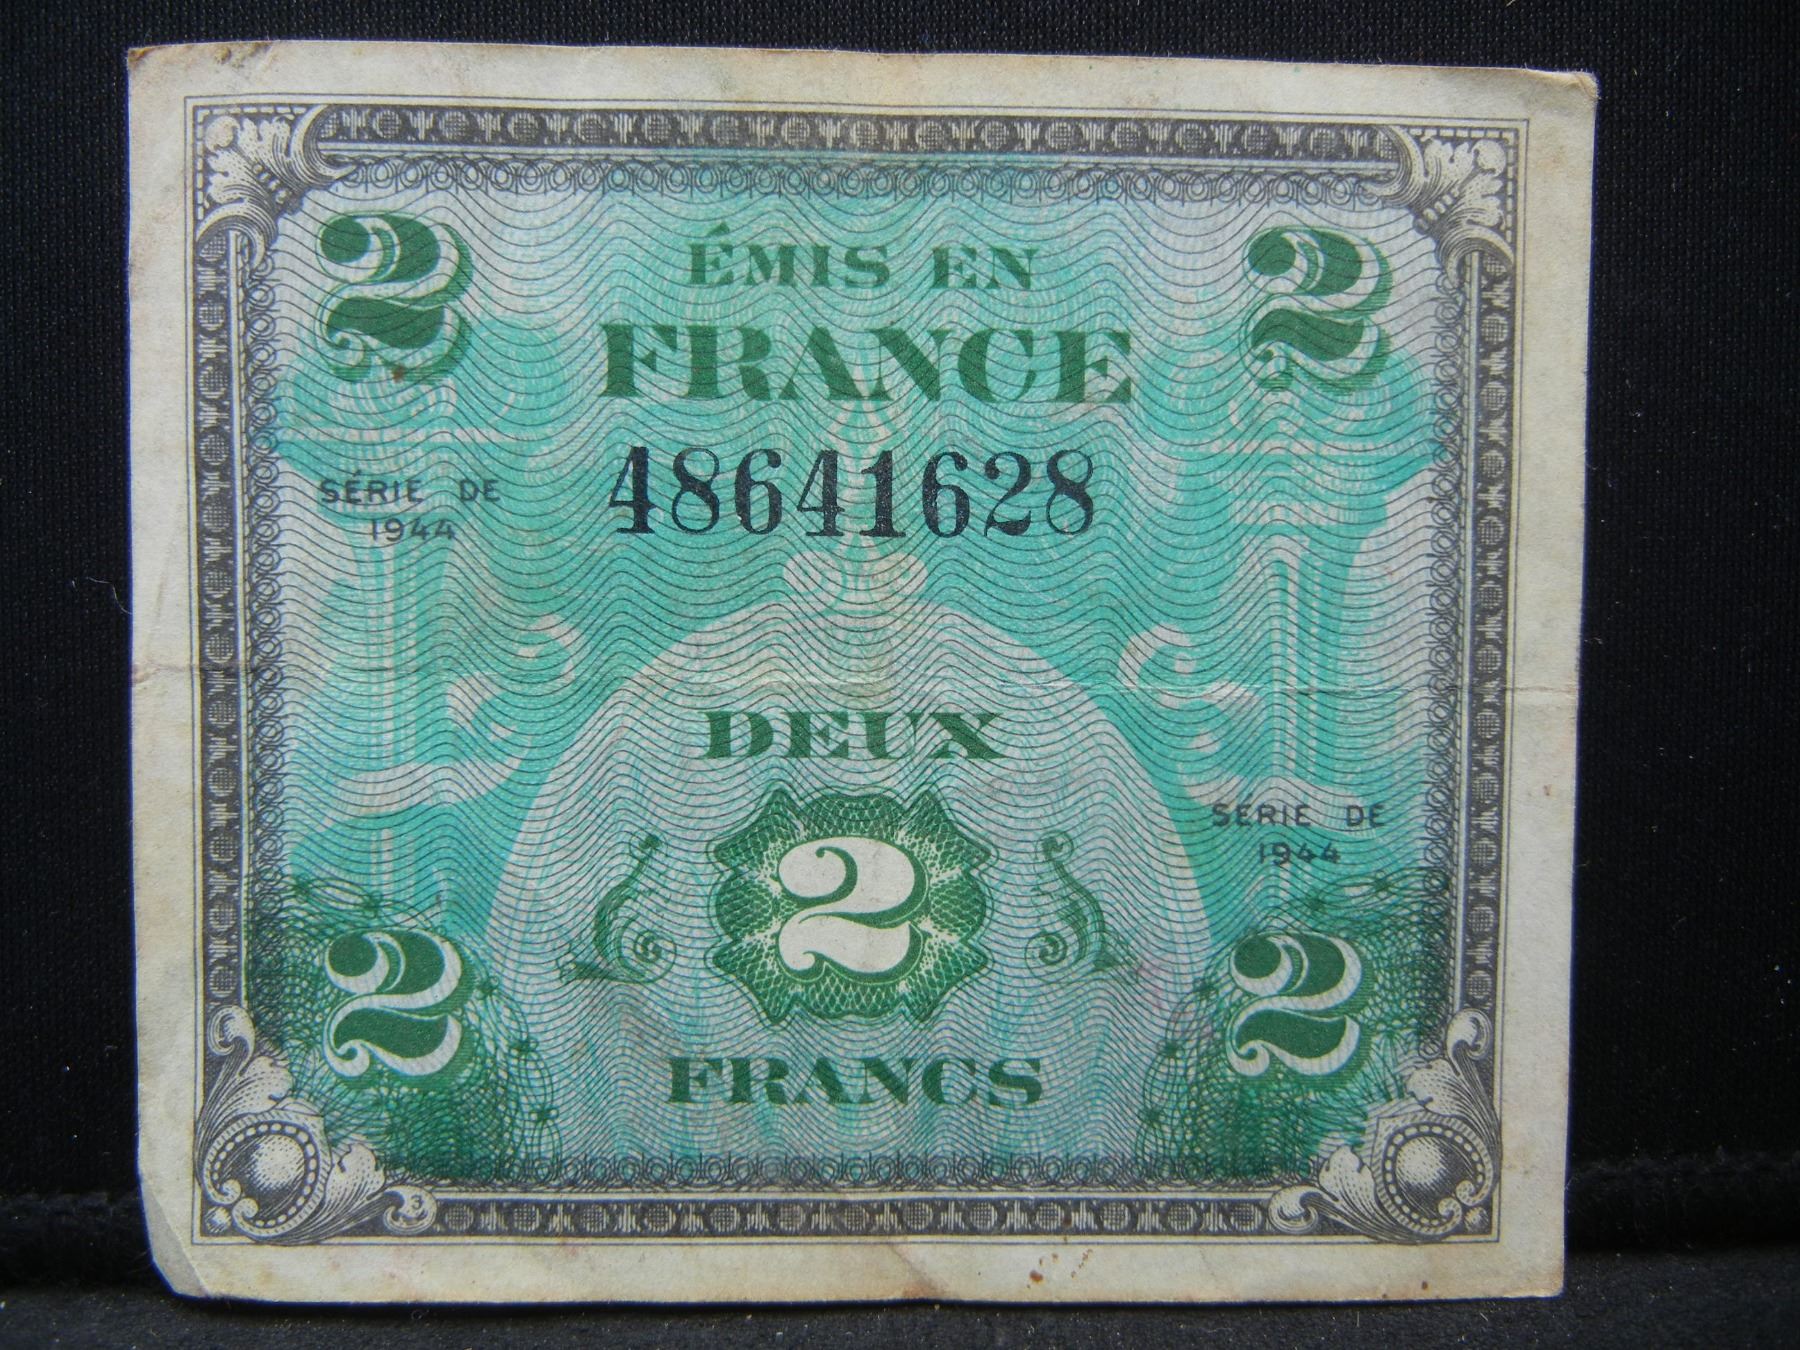 2 2
ÉMIS EN
FRANCE
48641628
SÉRIE DE
1944
DEUX
SÉRIE DE
1944
2
2 2
FRANCS
3